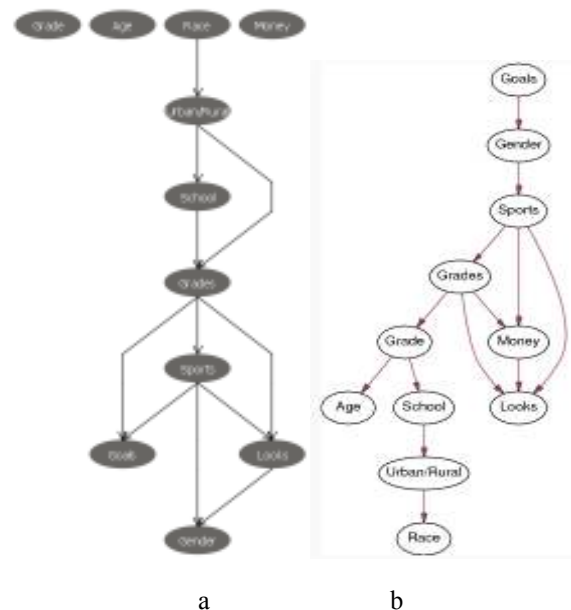 Grade Age Race Money
Urban/Rural
School
Grades
Sports
Goals Looks
Gender
a
Goals
Gender
Sports
Grades
Grade Money
Age School Looks
Urban/Rural
Race
b